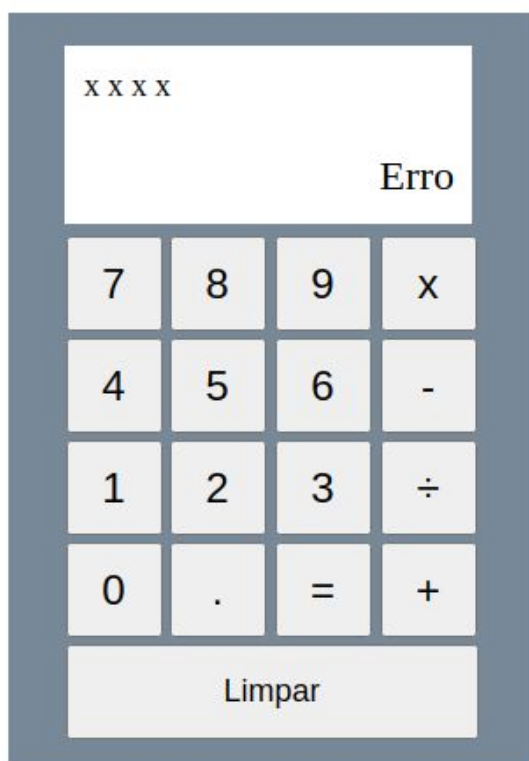 x x x x
Erro
7 8 9 x
4 5 6 -
1 2 3 ÷
0 . = +
Limpar